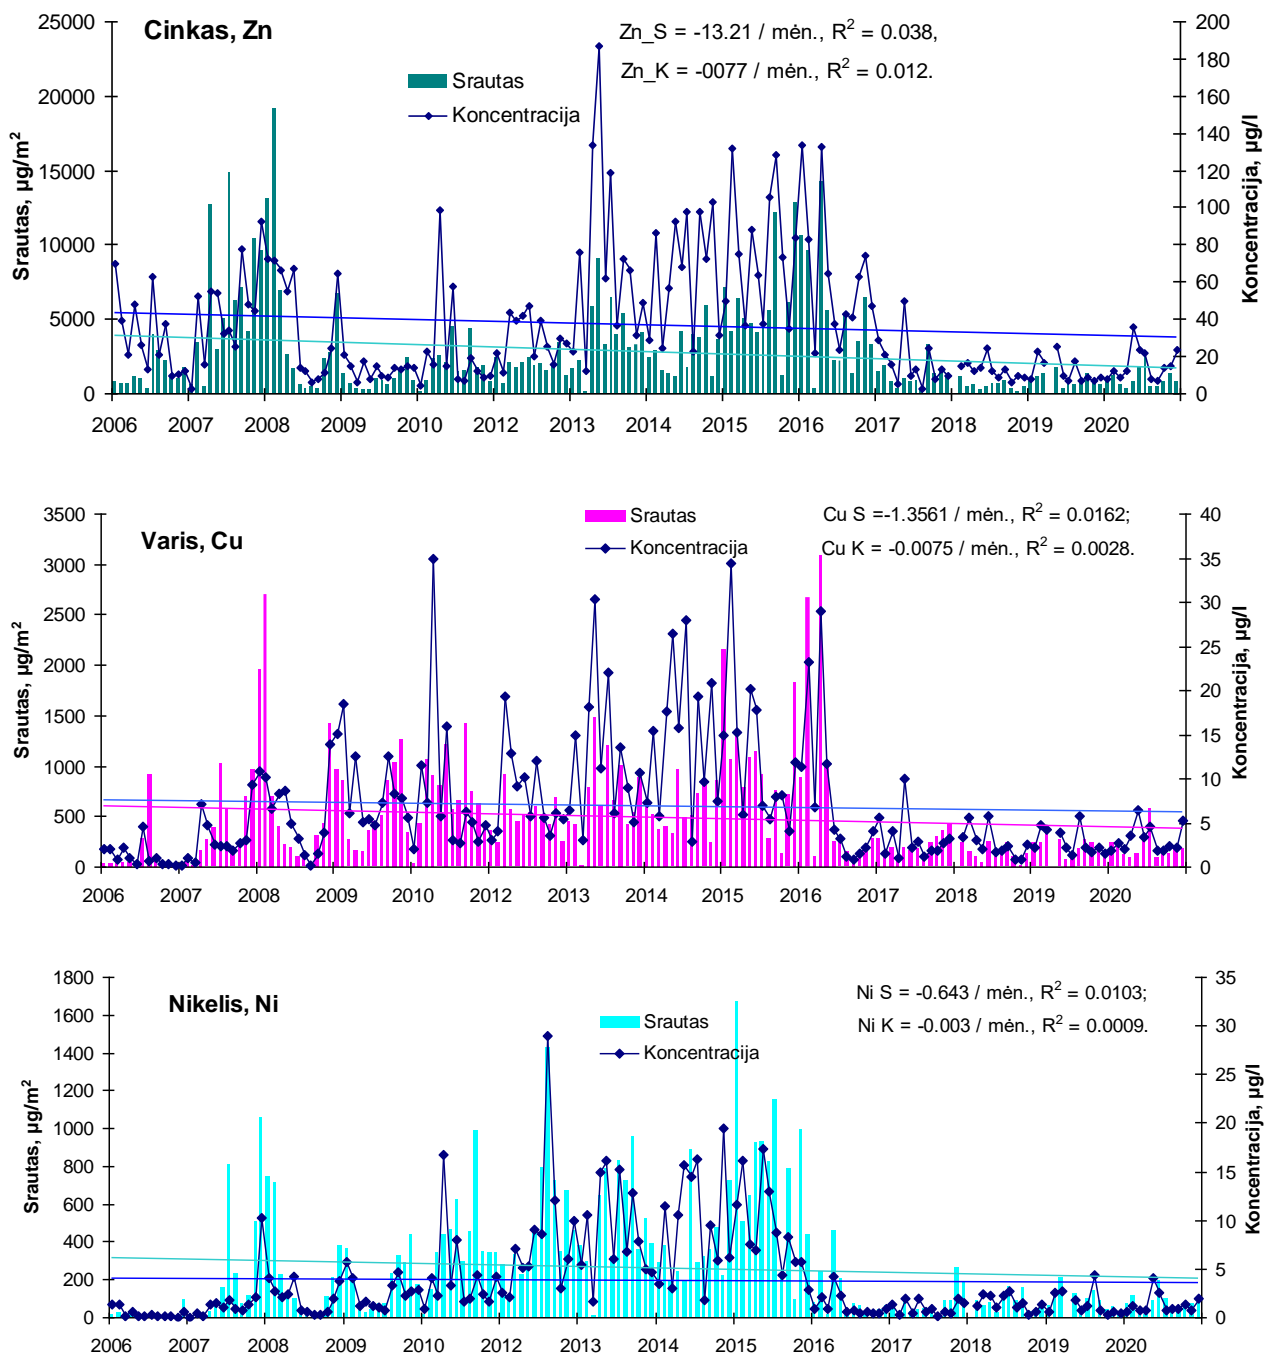 Cinkas, Zn
Zn_S = -13.21 / mėn., R² = 0.038,
Zn_K = -0077 / mėn., R² = 0.012.
Srautas
Koncentracija
Srautas, µg/m²
Koncentracija, µg/l
25000
20000
15000
10000
5000
0
200
180
160
140
120
100
80
60
40
20
0
2006 2007 2008 2009 2010 2011 2012 2013 2014 2015 2016 2017 2018 2019 2020
Varis, Cu
Srautas
Koncentracija
Cu S =-1.3561 / mėn., R² = 0.0162;
Cu K = -0.0075 / mėn., R² = 0.0028.
Srautas, µg/m²
Koncentracija, µg/l
3500
3000
2500
2000
1500
1000
500
0
40
35
30
25
20
15
10
5
0
2006 2007 2008 2009 2010 2011 2012 2013 2014 2015 2016 2017 2018 2019 2020
Nikelis, Ni
Srautas
Koncentracija
Ni S = -0.643 / mėn., R² = 0.0103;
Ni K = -0.003 / mėn., R² = 0.0009.
Srautas, µg/m²
Koncentracija, µg/l
1800
1600
1400
1200
1000
800
600
400
200
0
35
30
25
20
15
10
5
0
2006 2007 2008 2009 2010 2011 2012 2013 2014 2015 2016 2017 2018 2019 2020